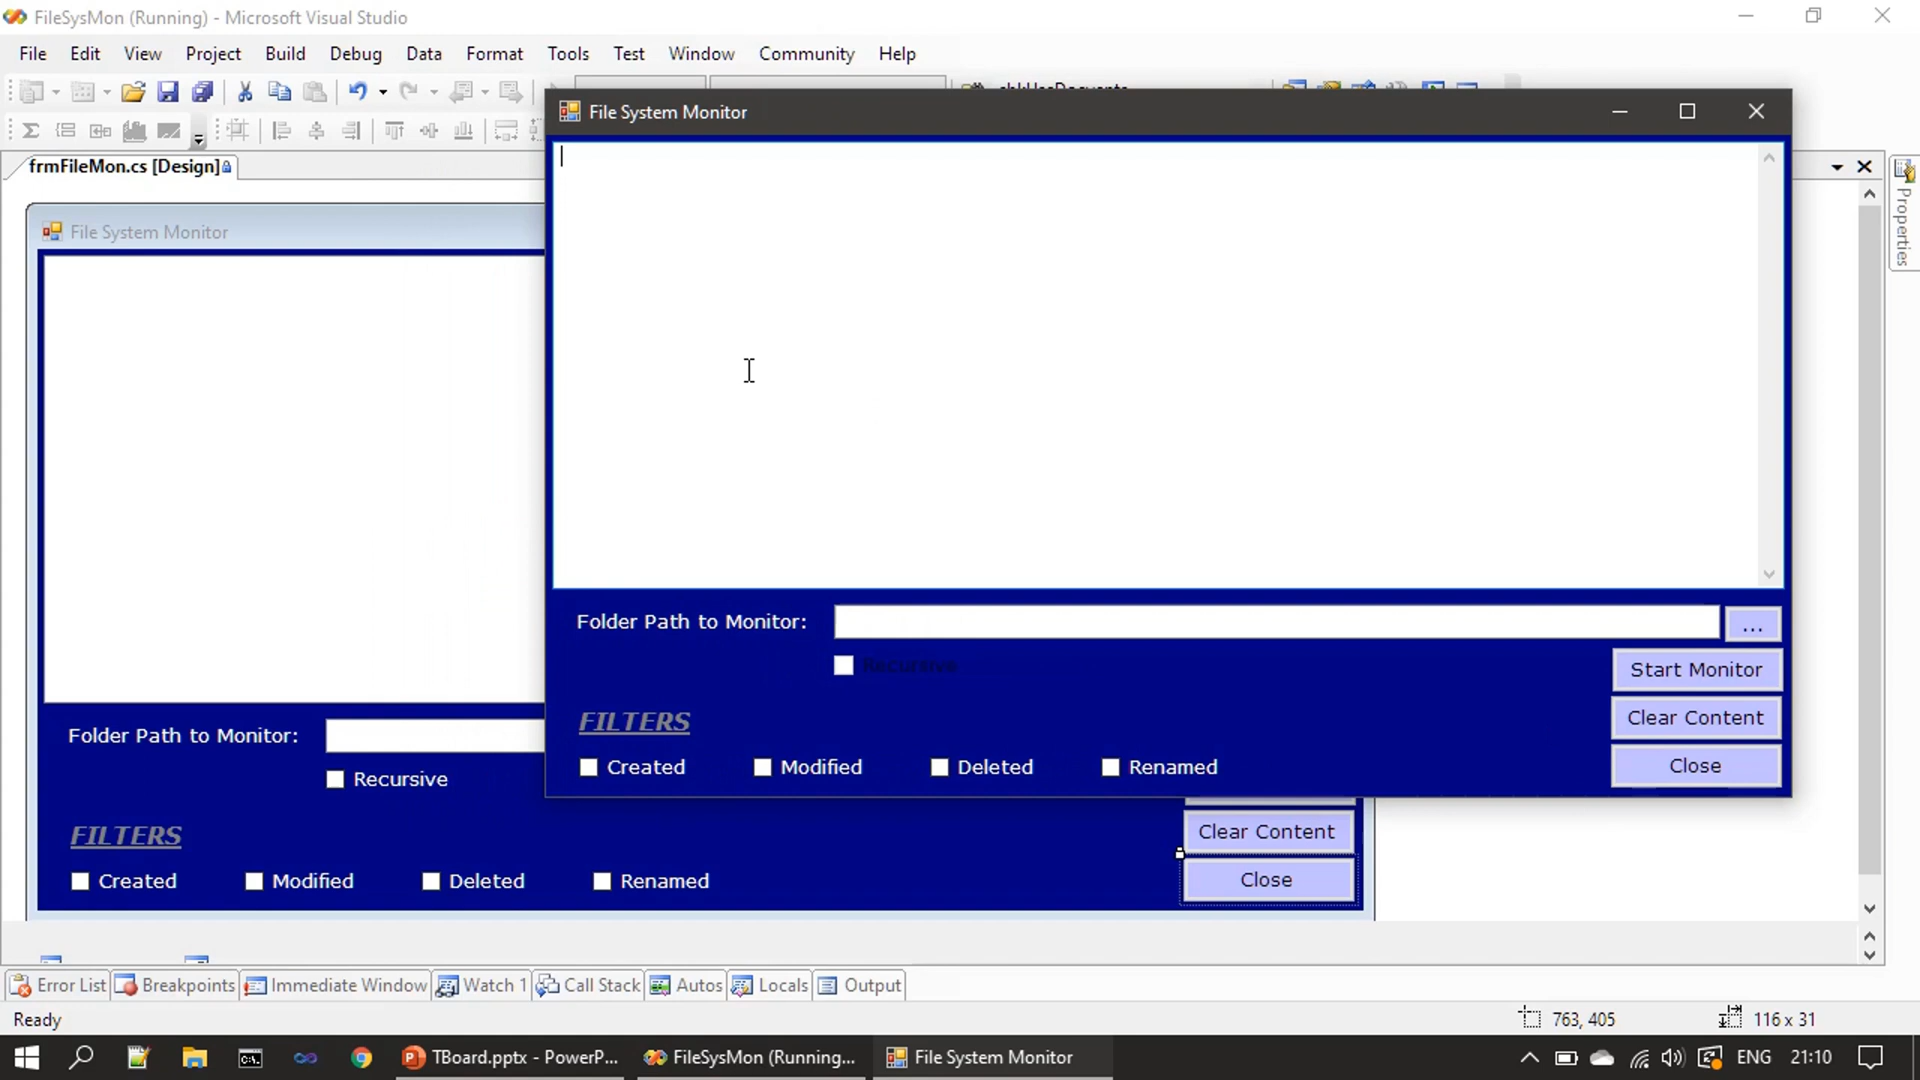 FileSysMon (Running) - Microsoft Visual Studio
File Edit View Project Build Debug Data Format Tools Test Window Community Help
File System Monitor
frmFileMon.cs [Design]
Properties
File System Monitor
Folder Path to Monitor:
...
Recursive
Start Monitor
FILTERS
Clear Content
Created Modified Deleted Renamed
Close
Folder Path to Monitor:
Recursive
FILTERS
Clear Content
Created Modified Deleted Renamed
Close
Error List Breakpoints Immediate Window Watch 1 Call Stack Autos Locals Output
Ready
763, 405
116 x 31
TBoard.pptx - PowerP...
FileSysMon (Running...
File System Monitor
ENG
21:10